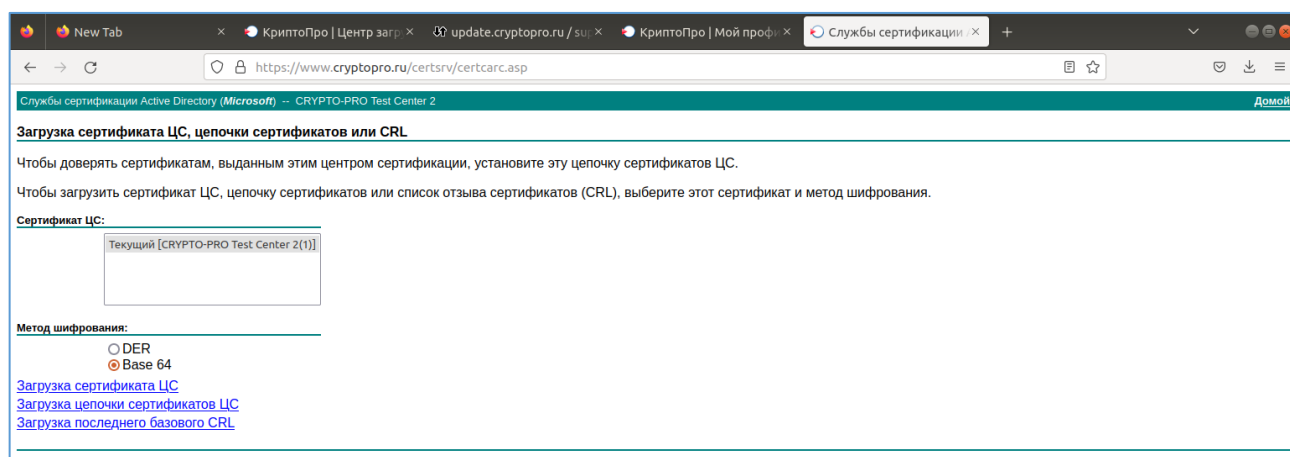 New Tab
КриптоПро | Центр загр
update.cryptopro.ru / su
КриптоПро | Мой профи
Службы сертификации
https://www.cryptopro.ru/certsrv/certcarc.asp
Службы сертификации Active Directory (Microsoft) -- CRYPTO-PRO Test Center 2 Домой
Загрузка сертификата ЦС, цепочки сертификатов или CRL
Чтобы доверять сертификатам, выданным этим центром сертификации, установите эту цепочку сертификатов ЦС.
Чтобы загрузить сертификат ЦС, цепочку сертификатов или список отзыва сертификатов (CRL), выберите этот сертификат и метод шифрования.
Сертификат ЦС:
Текущий [CRYPTO-PRO Test Center 2(1)]
Метод шифрования:
DER
Base 64
Загрузка сертификата ЦС
Загрузка цепочки сертификатов ЦС
Загрузка последнего базового CRL